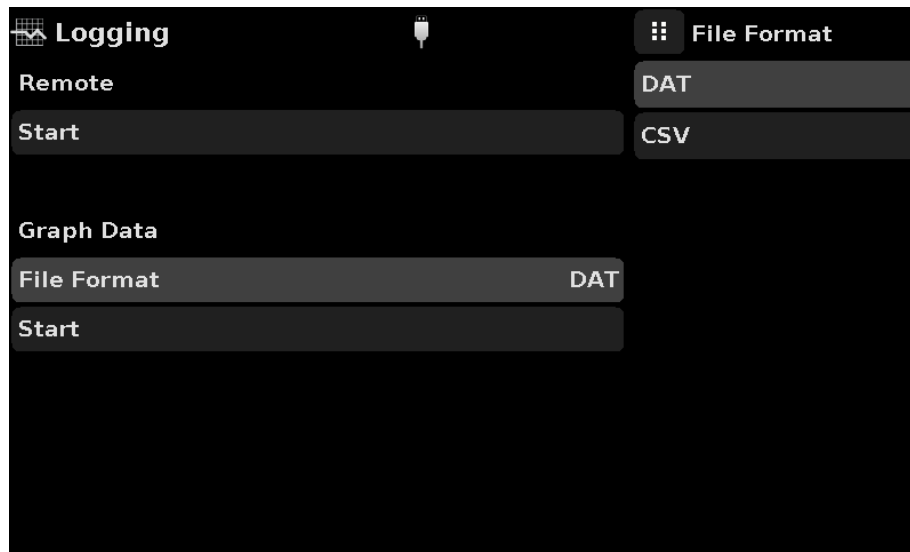 Logging
Remote
Start
Graph Data
File Format DAT
Start
File Format
DAT
CSV